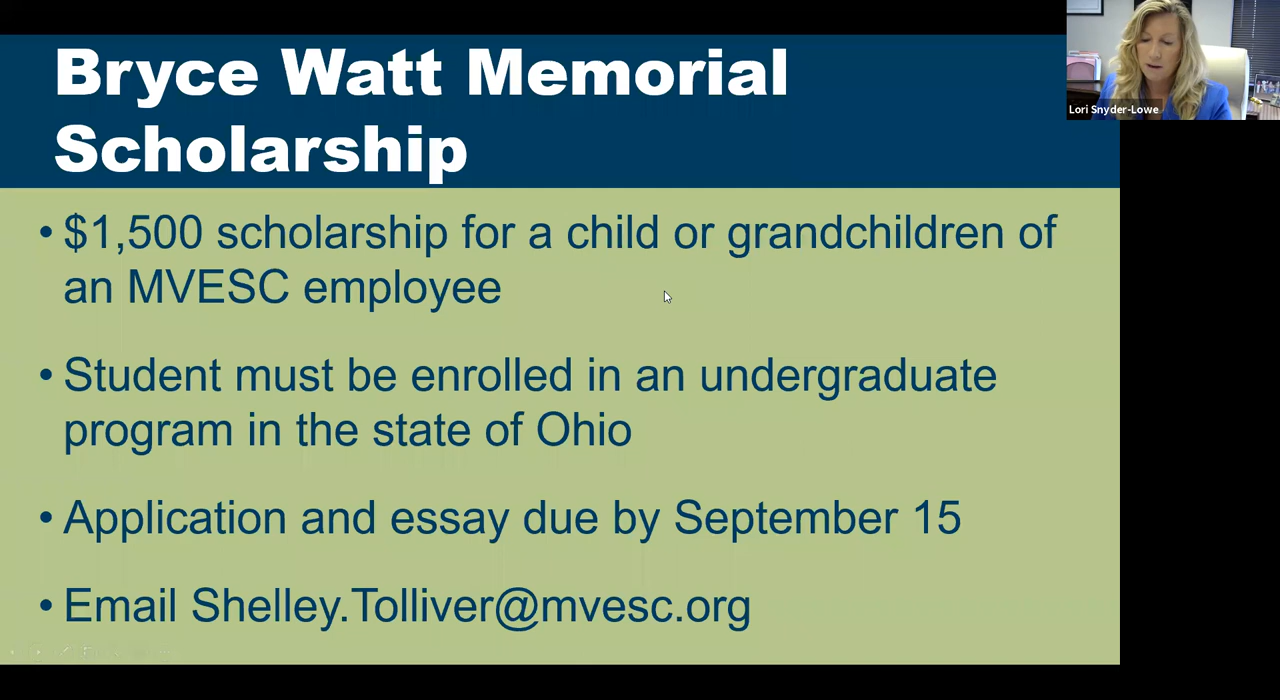 Bryce Watt Memorial
Scholarship
Lori Snyder-Lowe
• $1,500 scholarship for a child or grandchildren of
an MVESC employee
• Student must be enrolled in an undergraduate
program in the state of Ohio
• Application and essay due by September 15
• Email Shelley.Tolliver@mvesc.org